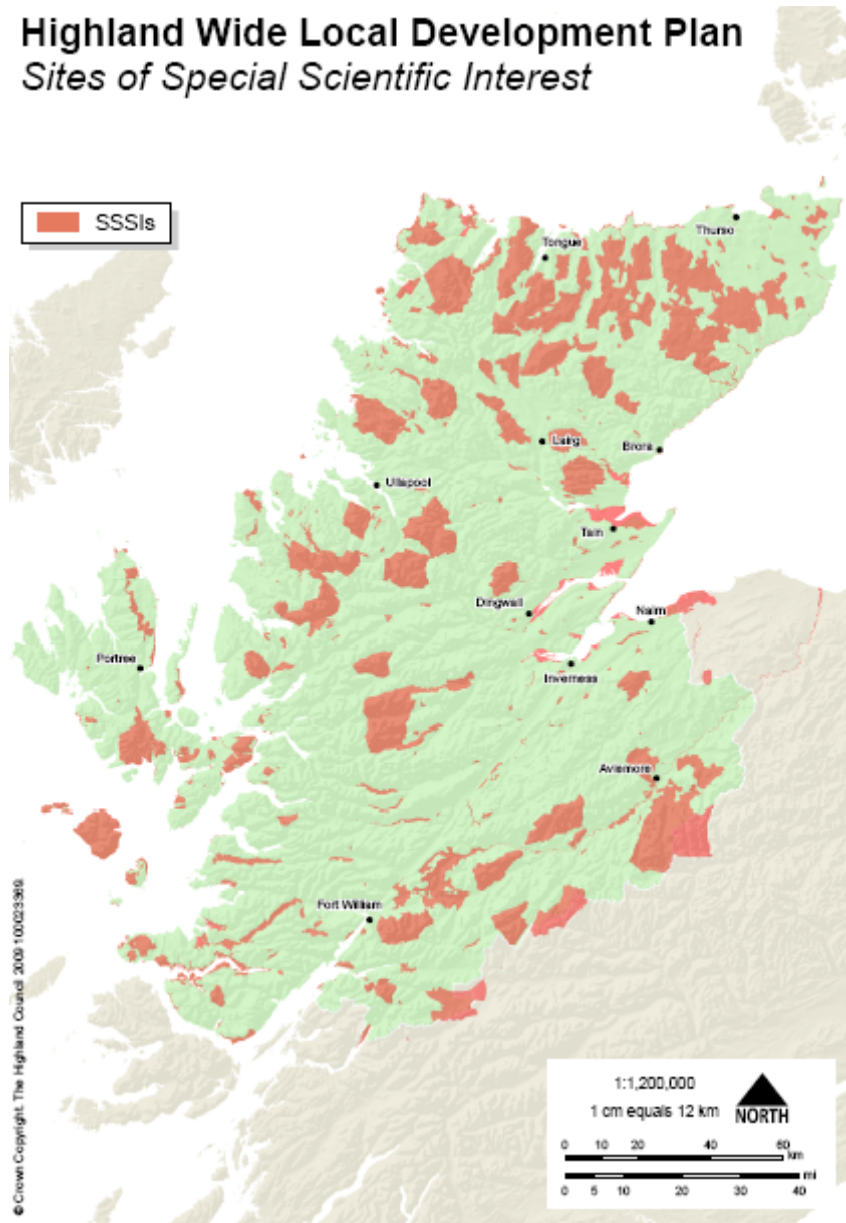 Highland Wide Local Development Plan
Sites of Special Scientific Interest
SSSIs
Thurso
Tongue
Lairg
Brora
Ullapool
Tain
Dingwall
Nairn
Portree
Inverness
Aviemore
Fort William
© Crown Copyright. The Highland Council 2009 100023369.
1:1,200,000
1 cm equals 12 km
NORTH
0 10 20 40 60
km
mi
0 5 10 20 30 40